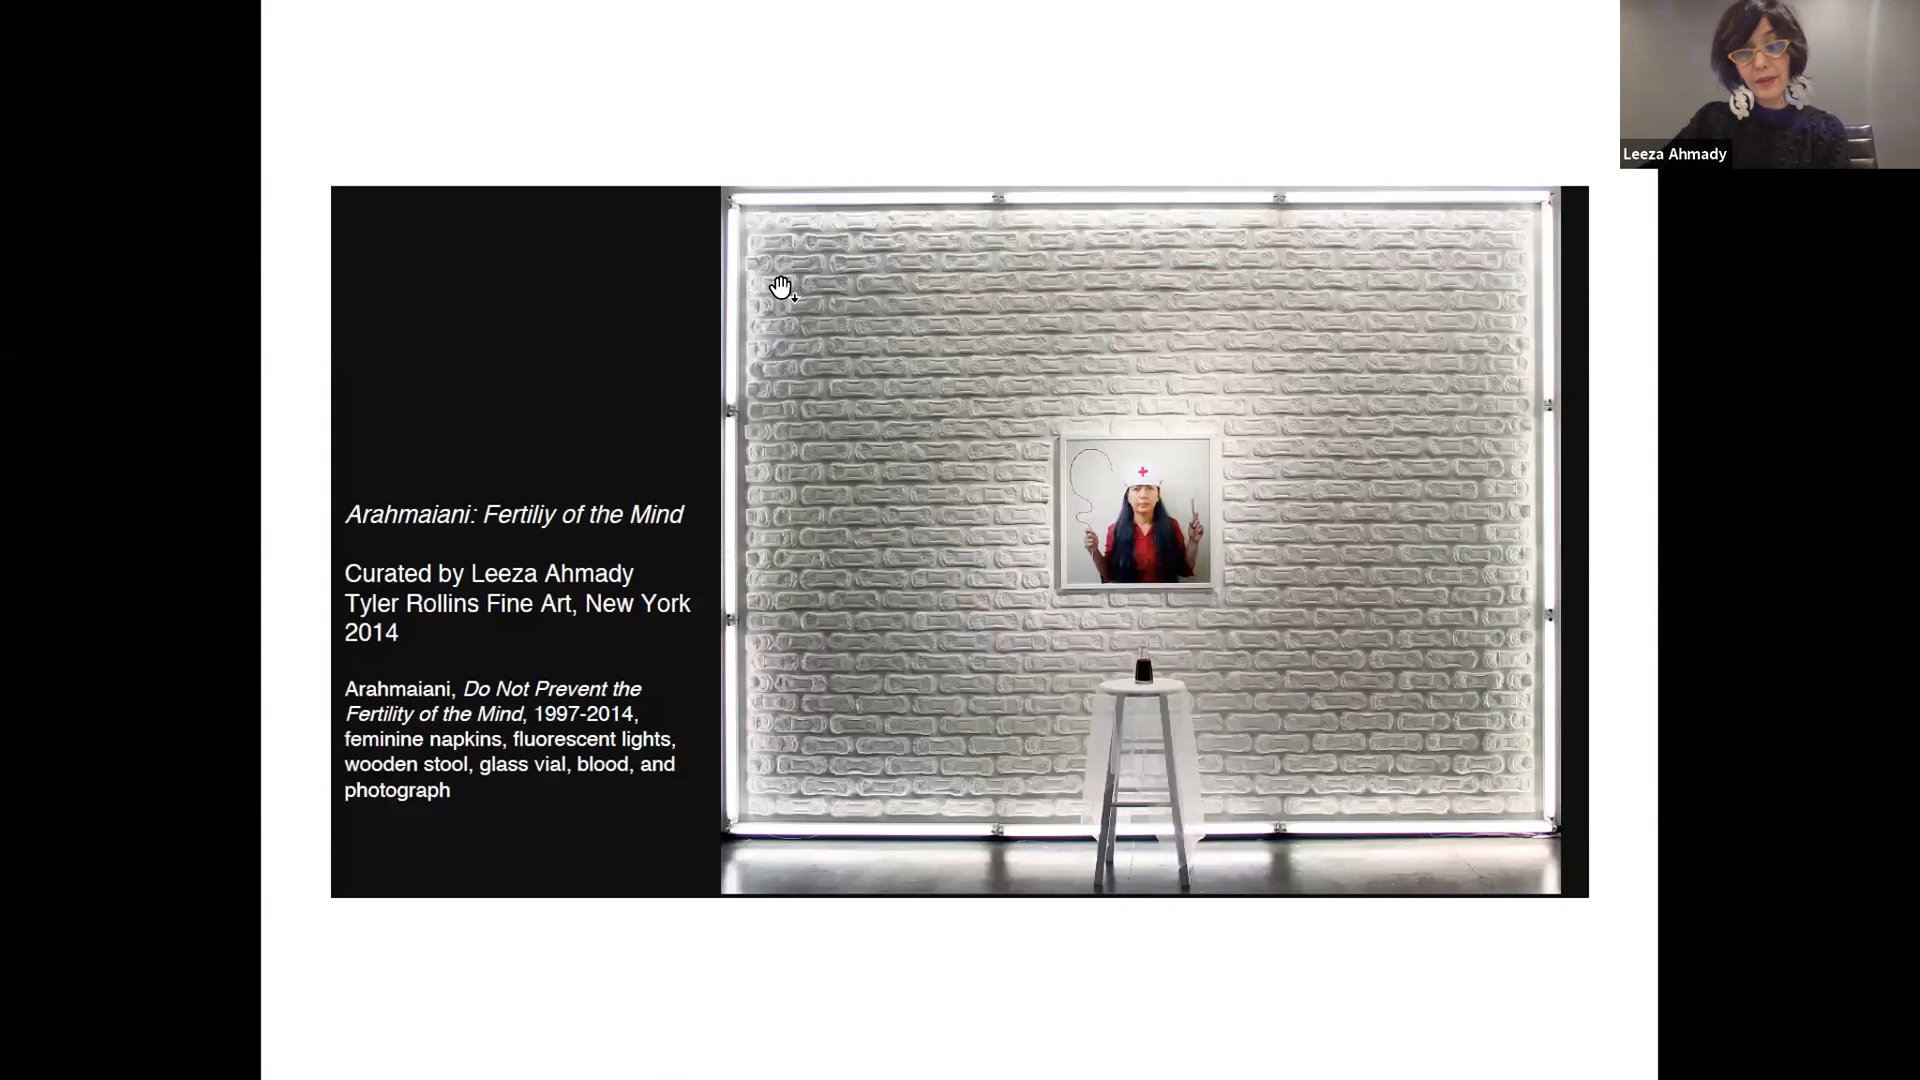 Leeza Ahmady
Arahmaiani: Fertiliy of the Mind
Curated by Leeza Ahmady
Tyler Rollins Fine Art, New York
2014
Arahmaiani, Do Not Prevent the
Fertility of the Mind, 1997-2014,
feminine napkins, fluorescent lights,
wooden stool, glass vial, blood, and
photograph